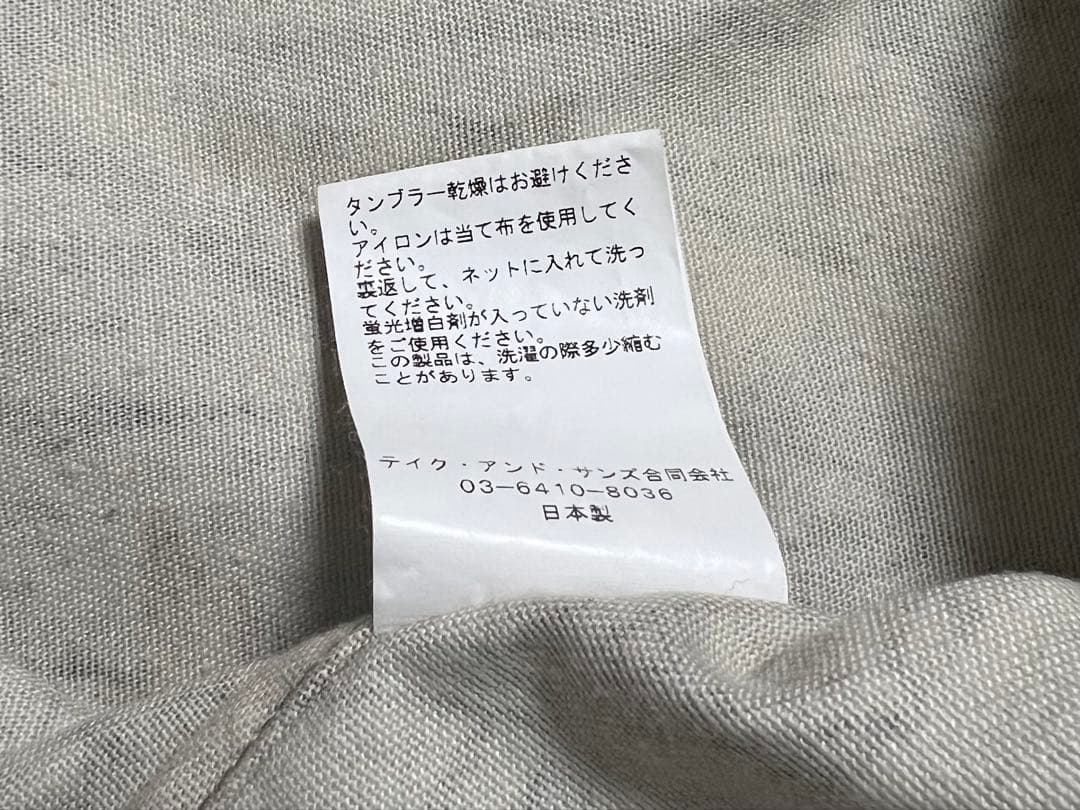 タンブラー乾燥はお避けくださ
い。
アイロンは当て布を使用してく
ださい。
裏返して、ネットに入れて洗っ
てください。
蛍光増白剤が入っていない洗剤
をご使用ください。
この製品は、洗濯の際多少縮む
ことがあります。
テイク・アンド・サンズ合同会社
03-6410-8036
日本製